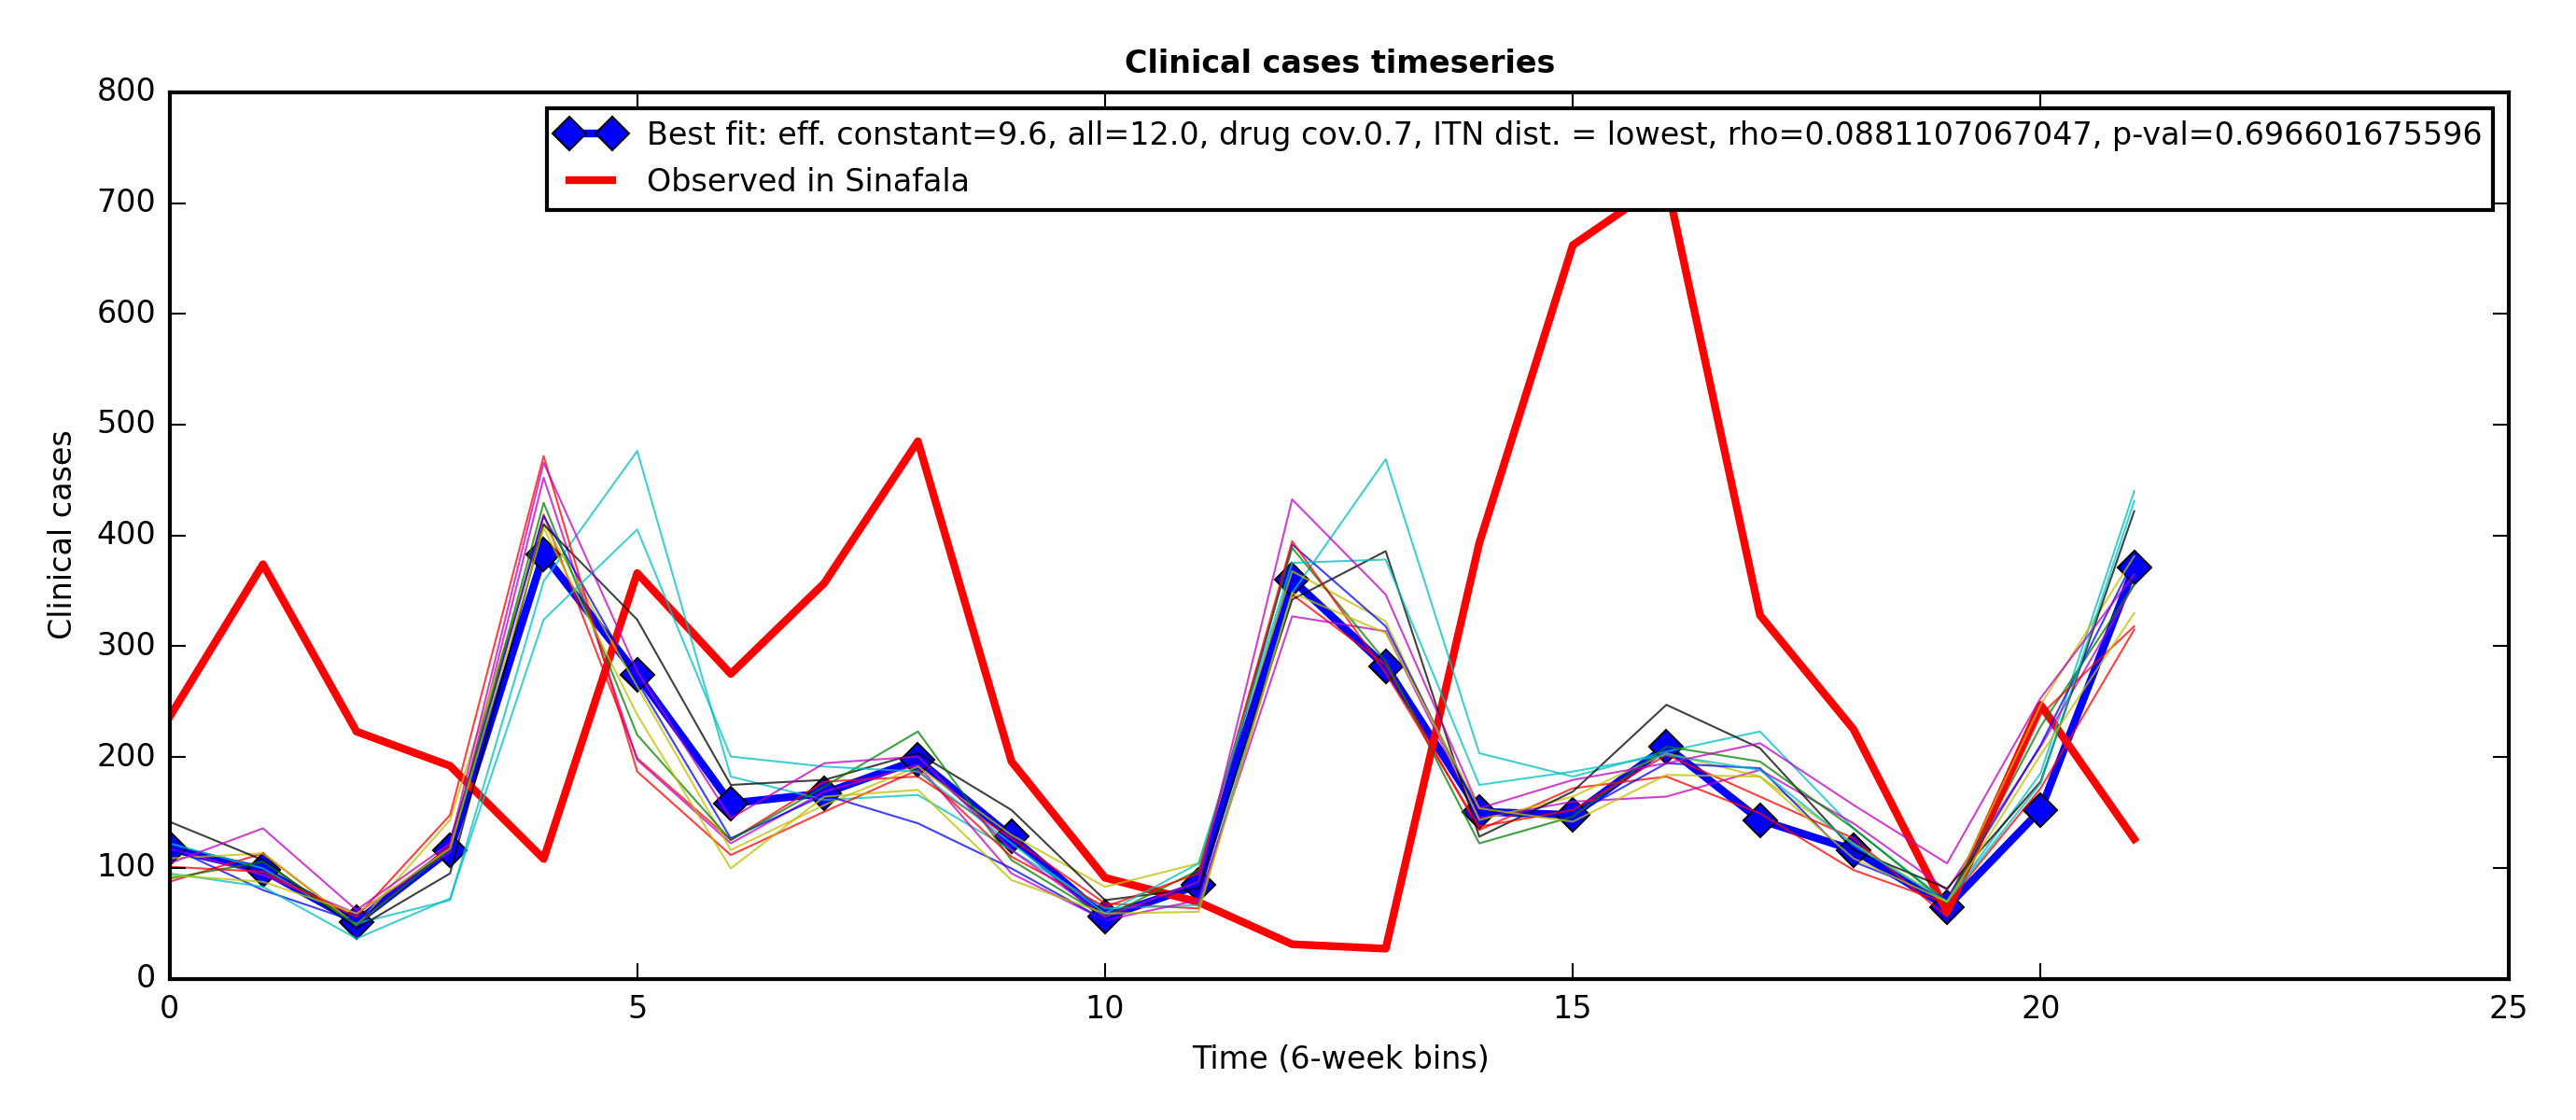 Clinical cases timeseries
800
700
600
500
400
300
200
100
0
Clinical cases
Best fit: eff. constant=9.6, all=12.0, drug cov.0.7, ITN dist. = lowest, rho=0.0881107067047, p-val=0.696601675596
Observed in Sinafala
0 5 10 15 20 25
Time (6-week bins)